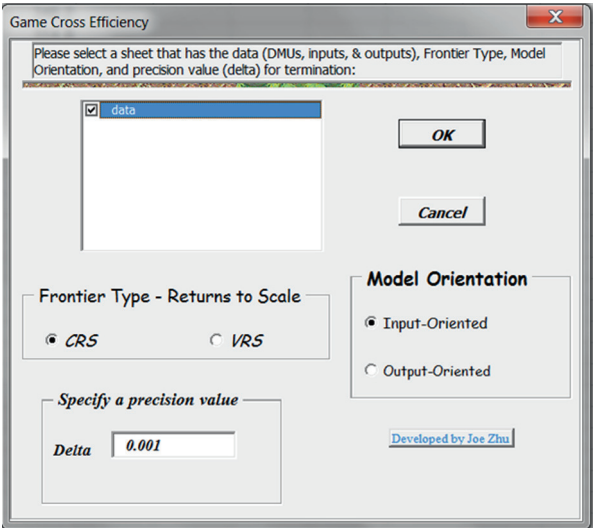 Game Cross Efficiency
Please select a sheet that has the data (DMUs, inputs, & outputs), Frontier Type, Model
Orientation, and precision value (delta) for termination:
data
OK
Cancel
Frontier Type - Returns to Scale
CRS
VRS
Model Orientation
Input-Oriented
Output-Oriented
Specify a precision value
Delta 0.001
Developed by Joe Zhu